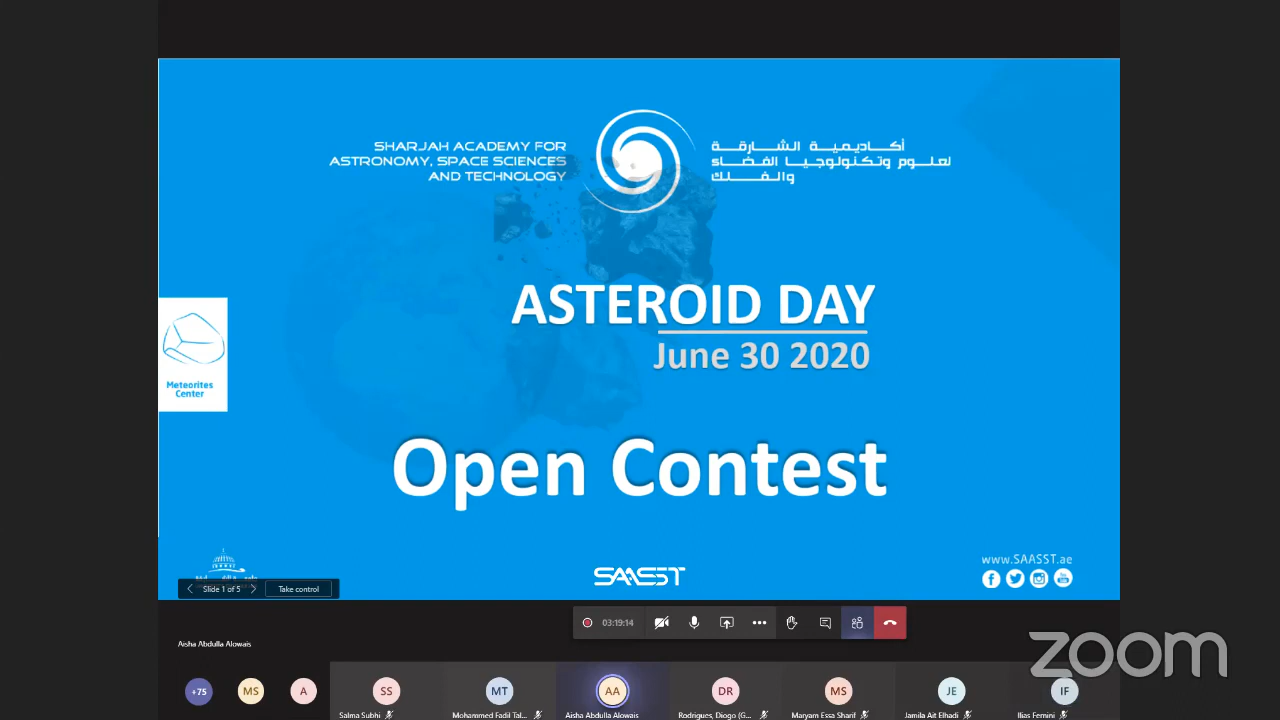 SHARJAH ACADEMY FOR
ASTRONOMY, SPACE SCIENCES
AND TECHNOLOGY
أكاديمية الشارقة
لعلوم وتكنولوجيا الفضاء
والفلك
ASTEROID DAY
June 30 2020
Meteorites
Center
Open Contest
www.SAASST.ae
SAASST
Slide 1 of 5
Take control
03:19:14
Aisha Abdulla Alowais
zoom
+75
MS
A
SS
MT
AA
DR
MS
JE
IF
Salma Subhi
Mohammed Fadil Tal...
Aisha Abdulla Alowais
Rodrigues, Diogo (G...
Maryam Essa Sharif
Jamila Ait Elhadi
Ilias Fernini